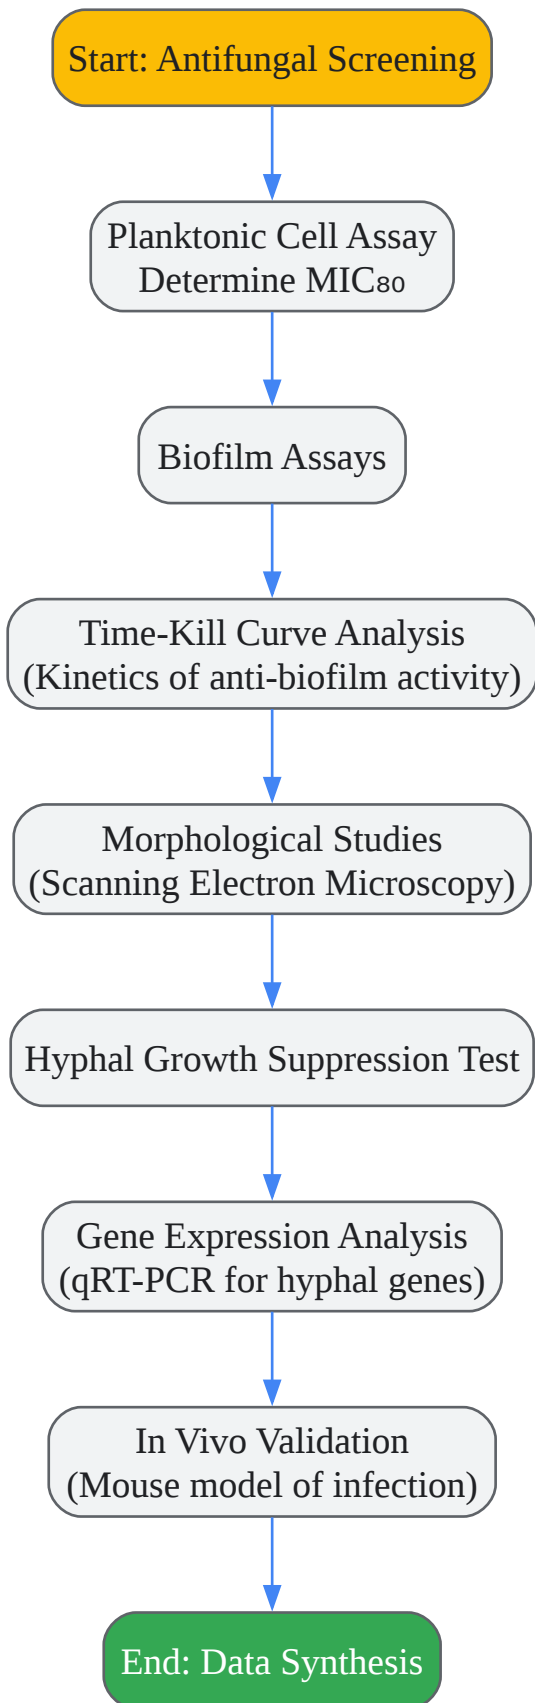 Start: Antifungal Screening
Planktonic Cell Assay
Determine MIC₈₀
Biofilm Assays
Time-Kill Curve Analysis
(Kinetics of anti-biofilm activity)
Morphological Studies
(Scanning Electron Microscopy)
Hyphal Growth Suppression Test
Gene Expression Analysis
(qRT-PCR for hyphal genes)
In Vivo Validation
(Mouse model of infection)
End: Data Synthesis